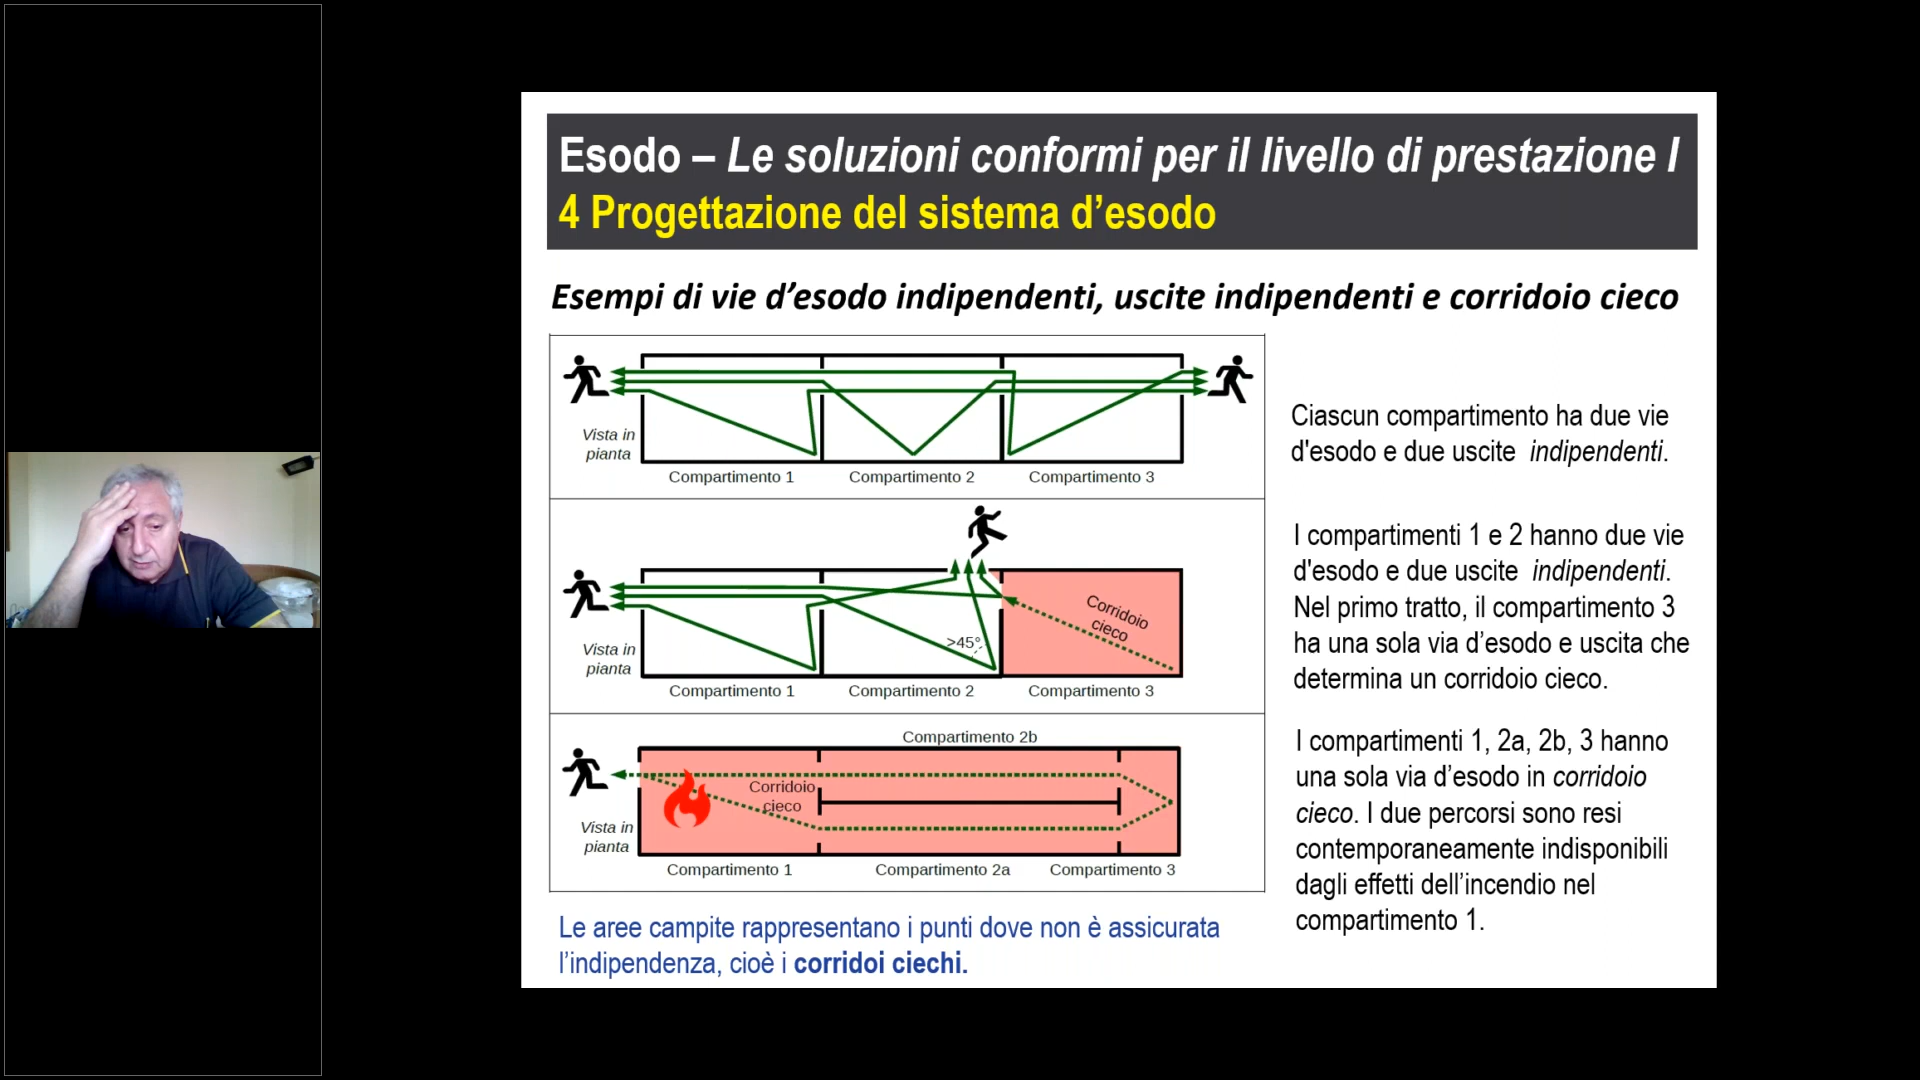 Esodo – Le soluzioni conformi per il livello di prestazione I
4 Progettazione del sistema d’esodo
Esempi di vie d’esodo indipendenti, uscite indipendenti e corridoio cieco
Vista in
pianta
Compartimento 1
Compartimento 2
Compartimento 3
Ciascun compartimento ha due vie
d'esodo e due uscite indipendenti.
Vista in
pianta
>45°
Corridoio
cieco
Compartimento 1
Compartimento 2
Compartimento 3
I compartimenti 1 e 2 hanno due vie
d'esodo e due uscite indipendenti.
Nel primo tratto, il compartimento 3
ha una sola via d’esodo e uscita che
determina un corridoio cieco.
Compartimento 2b
Corridoio
cieco
Vista in
pianta
Compartimento 1
Compartimento 2a
Compartimento 3
I compartimenti 1, 2a, 2b, 3 hanno
una sola via d’esodo in corridoio
cieco. I due percorsi sono resi
contemporaneamente indisponibili
dagli effetti dell’incendio nel
compartimento 1.
Le aree campite rappresentano i punti dove non è assicurata
l’indipendenza, cioè i corridoi ciechi.